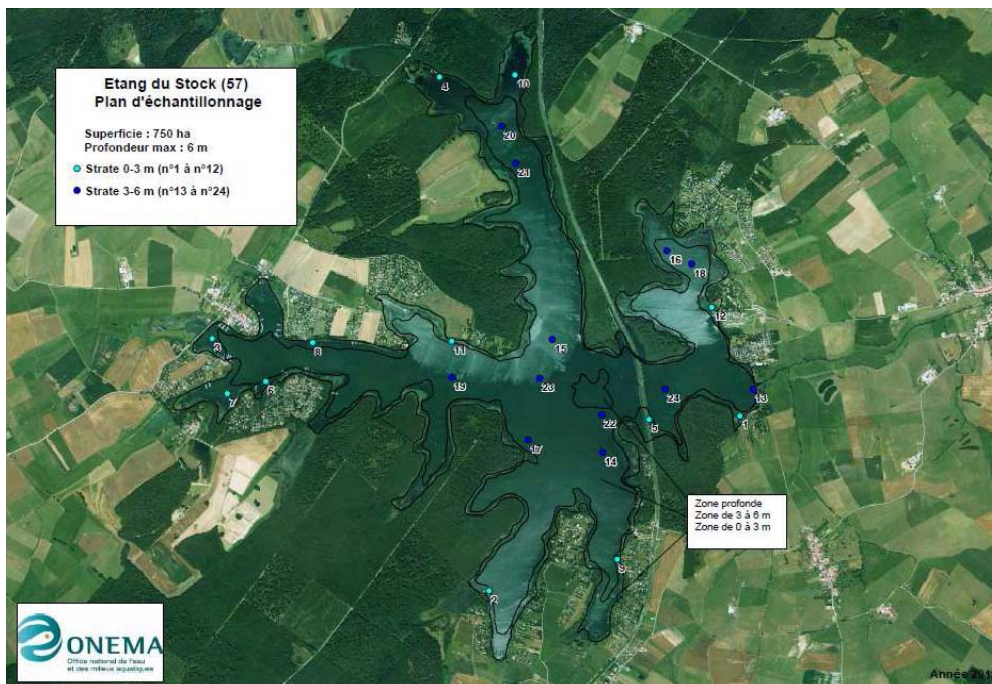 Etang du Stock (57)
Plan d'échantillonnage
Superficie : 750 ha
Profondeur max : 6 m
Strate 0-3 m (n°1 à n°12)
Strate 3-6 m (n°13 à n°24)
4
10
20
21
16
18
12
3
8
11
15
7
6
19
23
24
13
22
5
1
17
14
Zone profonde
Zone de 3 à 6 m
Zone de 0 à 3 m
9
2
ONEMA
Office national de l'eau
et des milieux aquatiques
Année